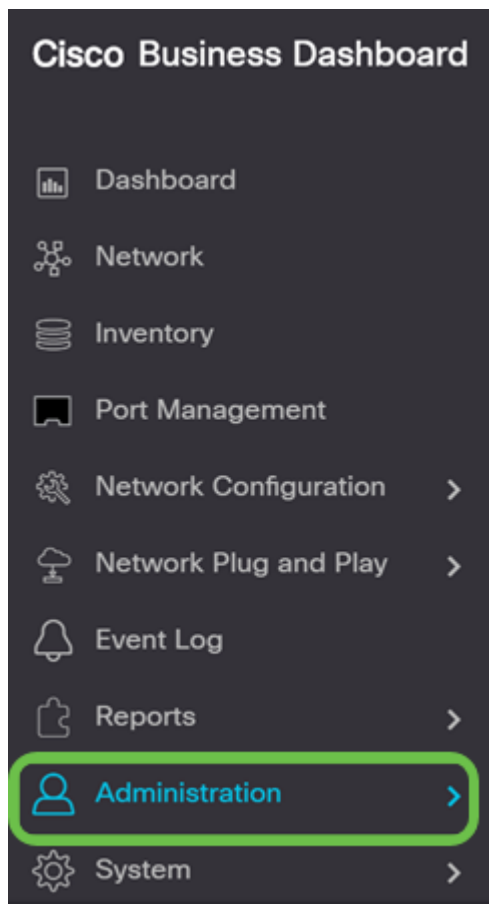 Cisco Business Dashboard
Dashboard
Network
Inventory
Port Management
Network Configuration
Network Plug and Play
Event Log
Reports
Administration
System